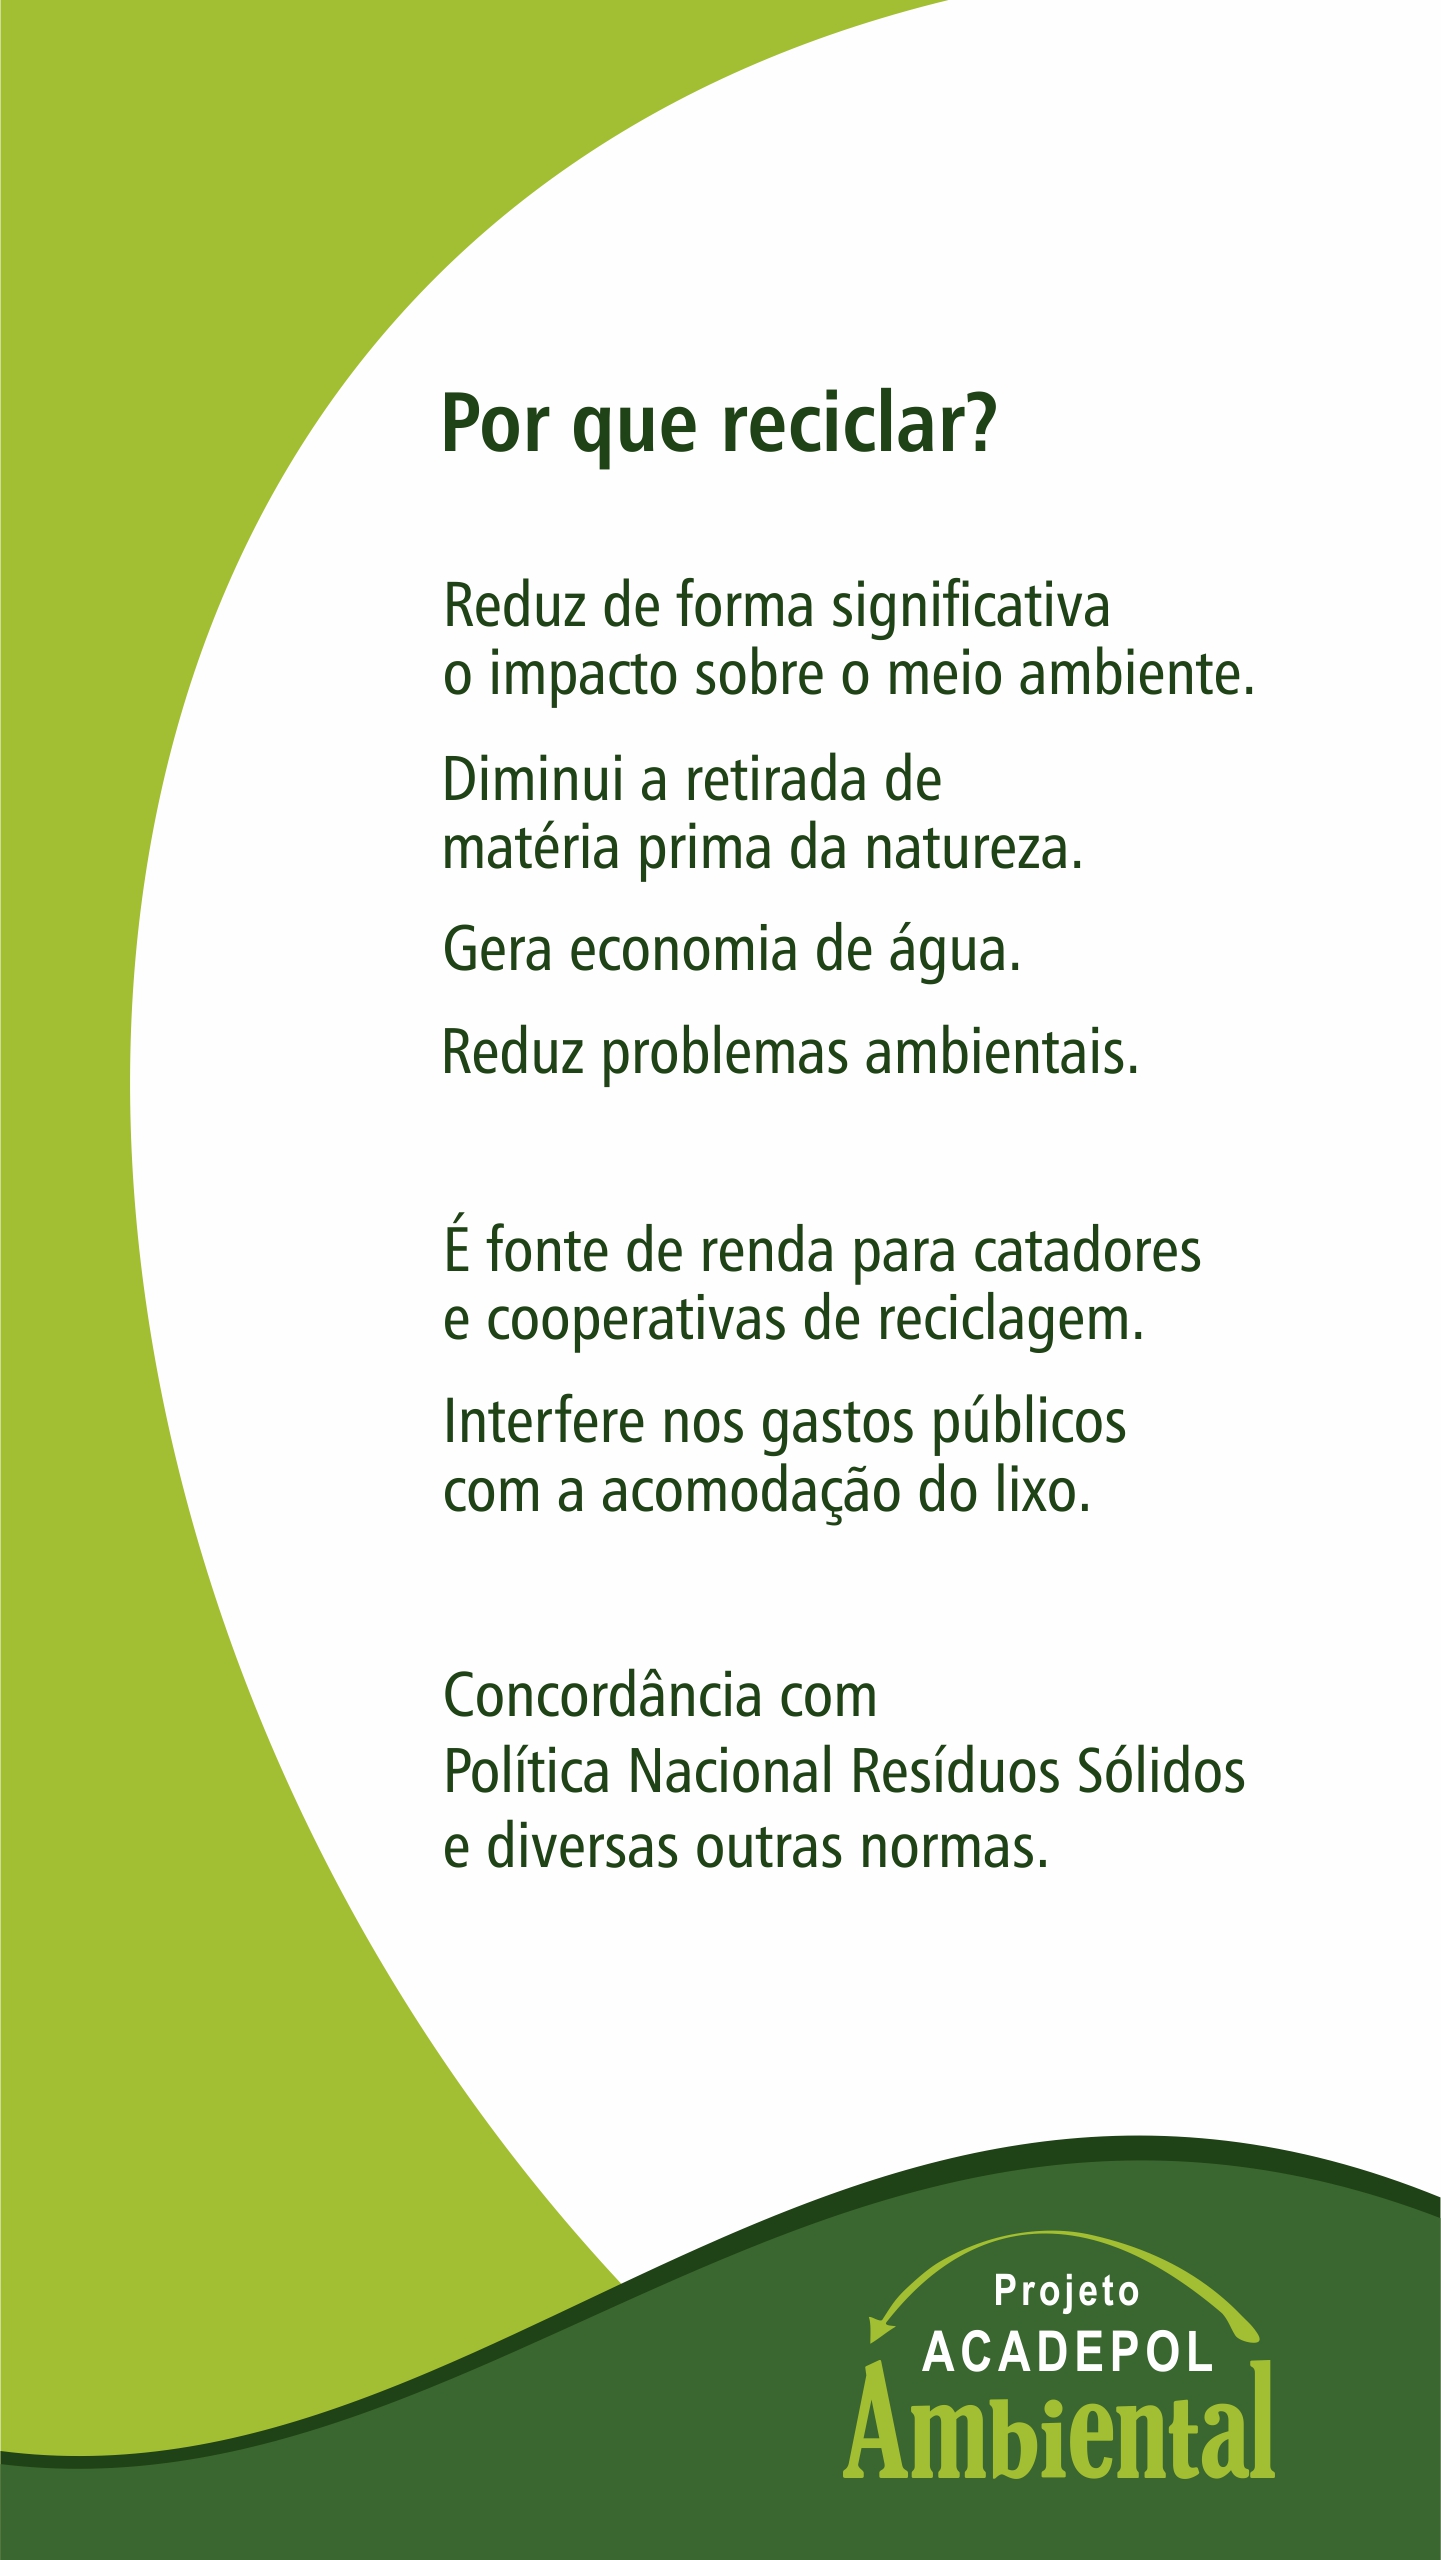 Por que reciclar?
Reduz de forma significativa
o impacto sobre o meio ambiente.
Diminui a retirada de
matéria prima da natureza.
Gera economia de água.
Reduz problemas ambientais.
É fonte de renda para catadores
e cooperativas de reciclagem.
Interfere nos gastos públicos
com a acomodação do lixo.
Concordância com
Política Nacional Resíduos Sólidos
e diversas outras normas.
Projeto
ACADEPOL
Ambiental